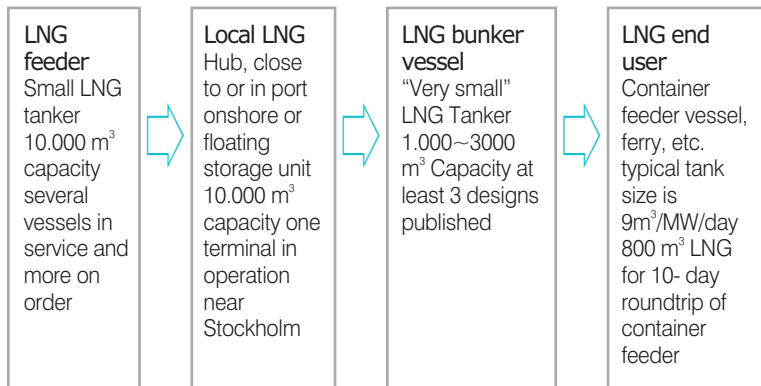 LNG
feeder
Small LNG
tanker
10.000 m³
capacity
several
vessels in
service and
more on
order
Local LNG
Hub, close
to or in port
onshore or
floating
storage unit
10.000 m³
capacity one
terminal in
operation
near
Stockholm
LNG bunker
vessel
“Very small”
LNG Tanker
1.000~3000
m³ Capacity at
least 3 designs
published
LNG end
user
Container
feeder vessel,
ferry, etc.
typical tank
size is
9m³/MW/day
800 m³ LNG
for 10- day
roundtrip of
container
feeder